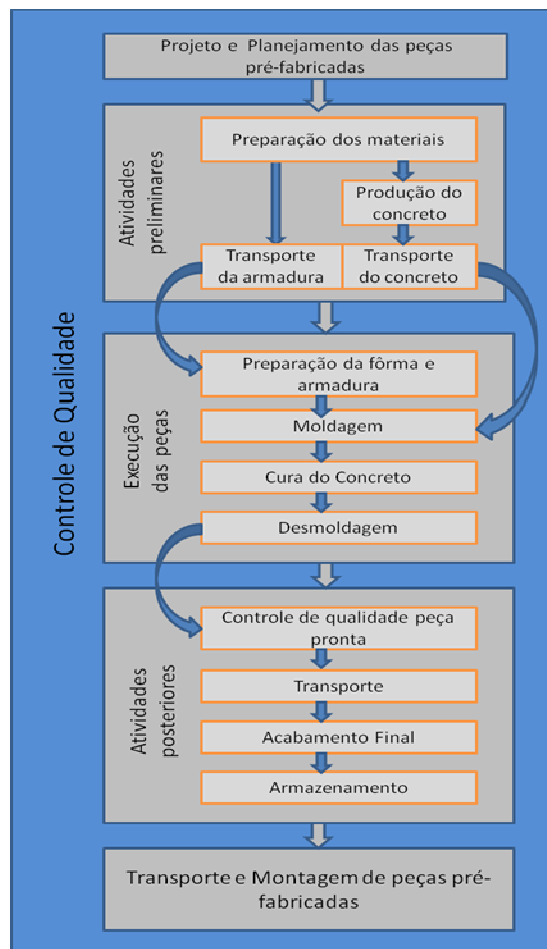 Projeto e Planejamento das peças
pré-fabricadas
Controle de Qualidade
Atividades
preliminares
Preparação dos materiais
Produção do
concreto
Transporte
da armadura
Transporte
do concreto
Execução
das peças
Preparação da fôrma e
armadura
Moldagem
Cura do Concreto
Desmoldagem
Atividades
posteriores
Controle de qualidade peça
pronta
Transporte
Acabamento Final
Armazenamento
Transporte e Montagem de peças pré-
fabricadas